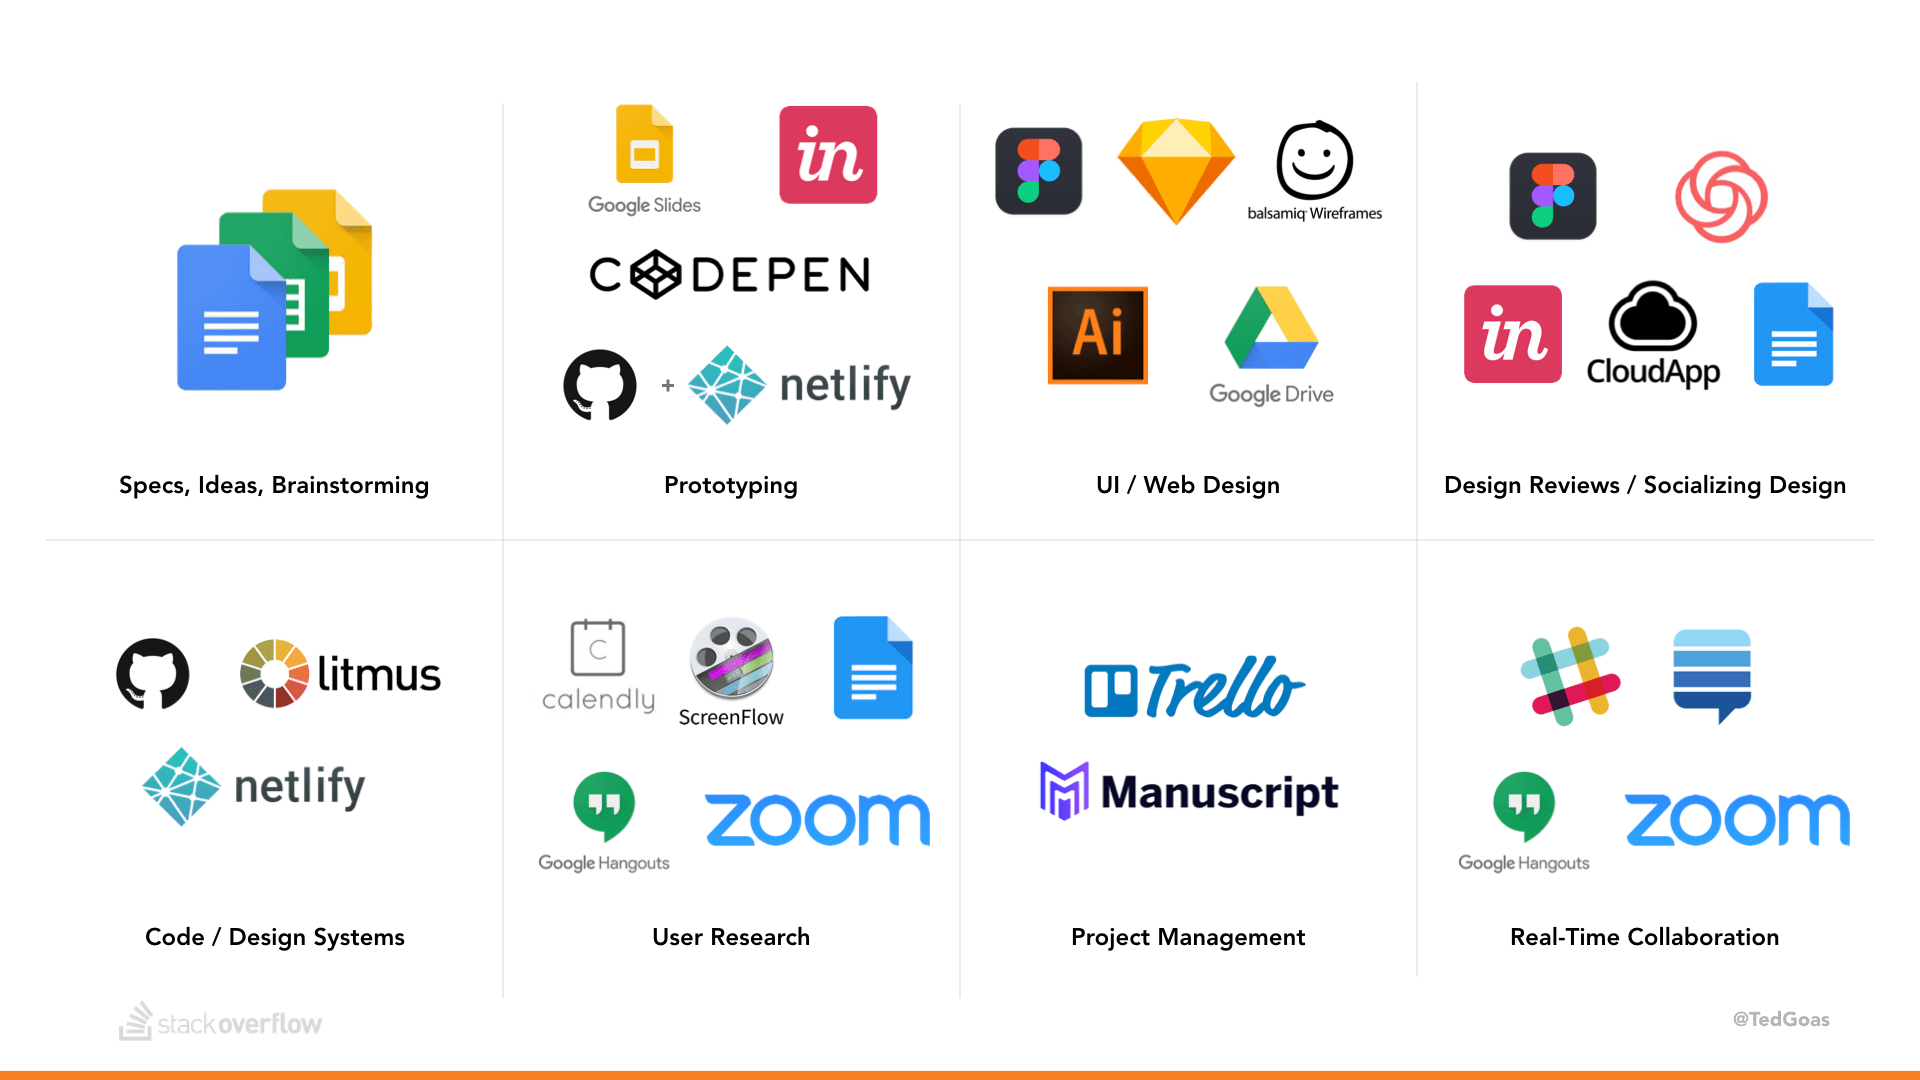 Google Slides
in
CODEPEN
+
netlify
balsamiq Wireframes
Ai
Google Drive
in
CloudApp
Specs, Ideas, Brainstorming
Prototyping
UI / Web Design
Design Reviews / Socializing Design
litmus
netlify
C
calendly
ScreenFlow
Google Hangouts
zoom
Trello
Manuscript
Google Hangouts
zoom
Code / Design Systems
User Research
Project Management
Real-Time Collaboration
stackoverflow
@TedGoas